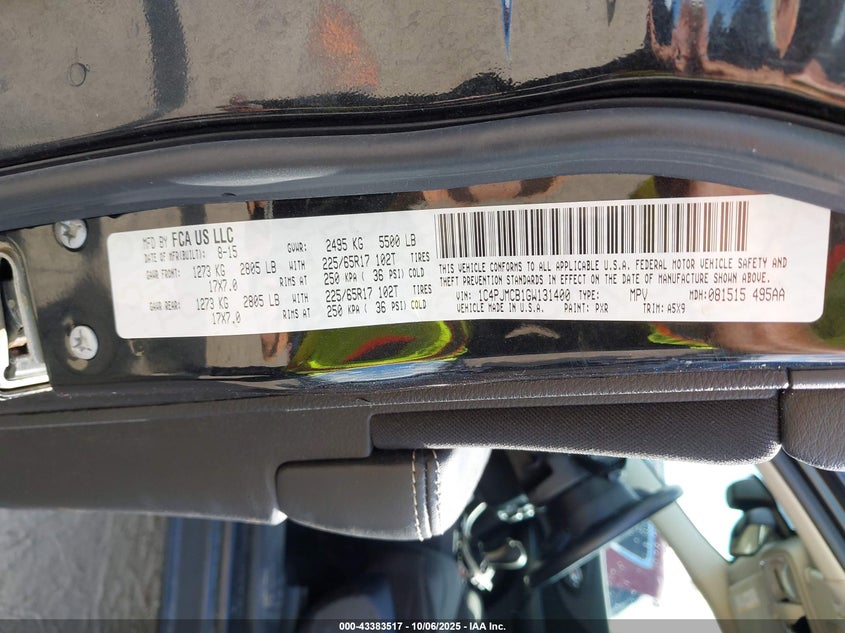 MFD BY FCA US LLC
DATE OF MFR(BUILT): 8-15 GVWR: 2495 KG 5500 LB
GAWR FRONT: 1273 KG 2805 LB WITH 225/65R17 102T TIRES
17X7.0 RIMS AT 250 KPA ( 36 PSI) COLD
GAWR REAR: 1273 KG 2805 LB WITH 225/65R17 102T TIRES
17X7.0 RIMS AT 250 KPA ( 36 PSI) COLD
THIS VEHICLE CONFORMS TO ALL APPLICABLE U.S.A. FEDERAL MOTOR VEHICLE SAFETY AND
THEFT PREVENTION STANDARDS IN EFFECT ON THE DATE OF MANUFACTURE SHOWN ABOVE.
VIN: 1C4PJMCB1GW131400 TYPE: MPV MDH: 081515 495AA
VEHICLE MADE IN U.S.A. PAINT: PXR TRIM: A5X9
000-43383517 - 10/06/2025 - IAA Inc.